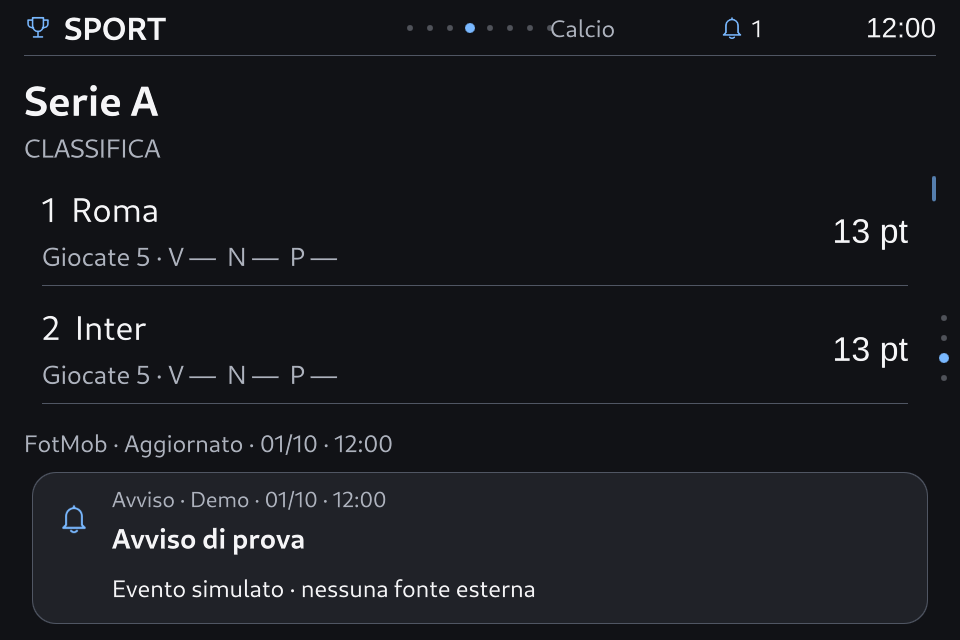 SPORT
Calcio
1
12:00
Serie A
CLASSIFICA
1 Roma
13 pt
Giocate 5 · V — N — P —
2 Inter
13 pt
Giocate 5 · V — N — P —
FotMob · Aggiornato · 01/10 · 12:00
Avviso · Demo · 01/10 · 12:00
Avviso di prova
Evento simulato · nessuna fonte esterna